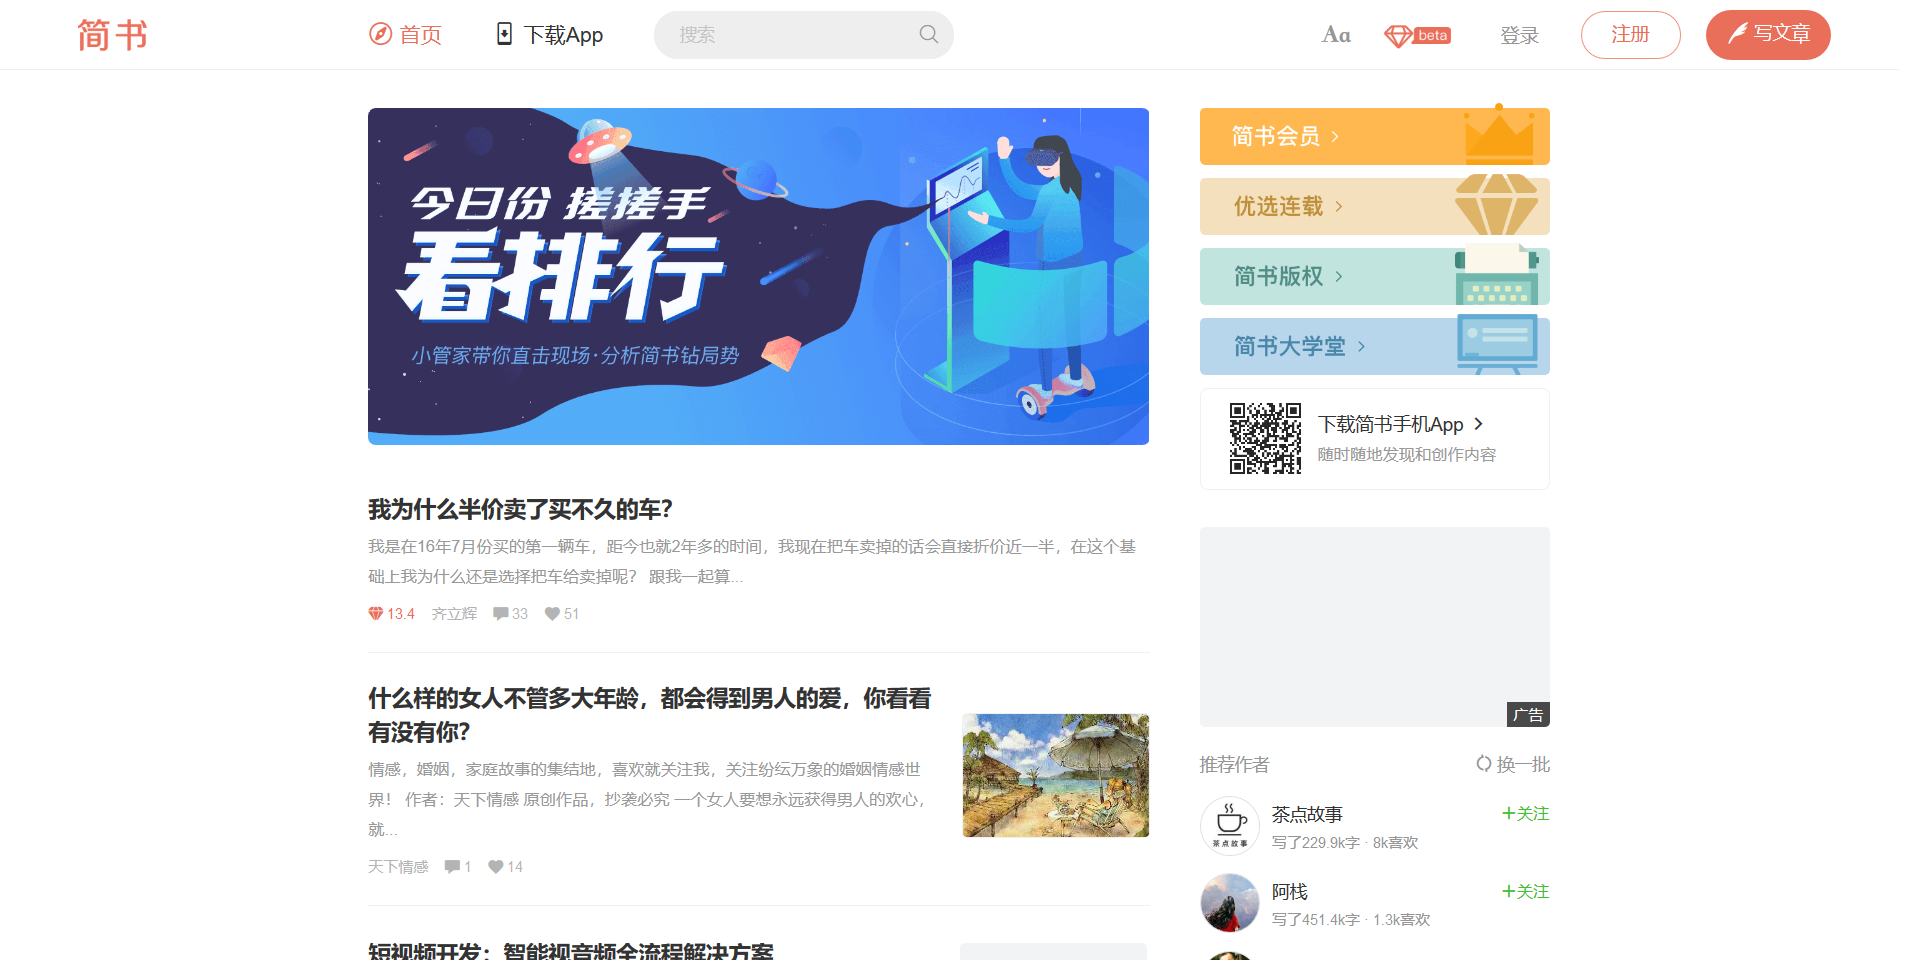 简书
首页
下载App
搜索
Aa
beta
登录
注册
写文章
今日份 搓搓手
看排行
小管家带你直击现场·分析简书钻局势
简书会员
优选连载
简书版权
简书大学堂
下载简书手机App
随时随地发现和创作内容
我为什么半价卖了买不久的车？
我是在16年7月份买的第一辆车，距今也就2年多的时间，我现在把车卖掉的话会直接折价近一半，在这个基
础上我为什么还是选择把车给卖掉呢？ 跟我一起算...
13.4 齐立辉 33 51
什么样的女人不管多大年龄，都会得到男人的爱，你看看
有没有你？
情感，婚姻，家庭故事的集结地，喜欢就关注我，关注纷纭万象的婚姻情感世
界！ 作者：天下情感 原创作品，抄袭必究 一个女人要想永远获得男人的欢心，
就...
天下情感 1 14
短视频开发：智能视音频全流程解决方案
广告
推荐作者
换一批
茶点故事
茶点故事
+关注
写了229.9k字 · 8k喜欢
阿栈
+关注
写了451.4k字 · 1.3k喜欢